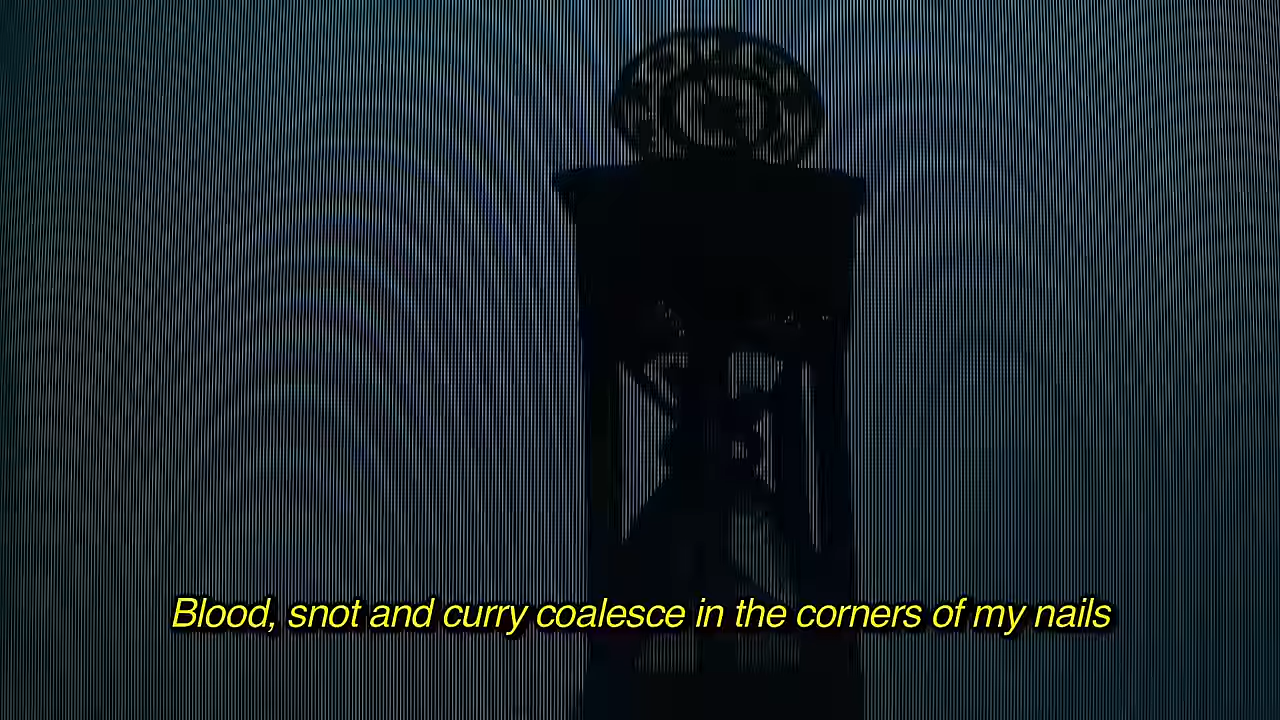 Blood, snot and curry coalesce in the corners of my nails